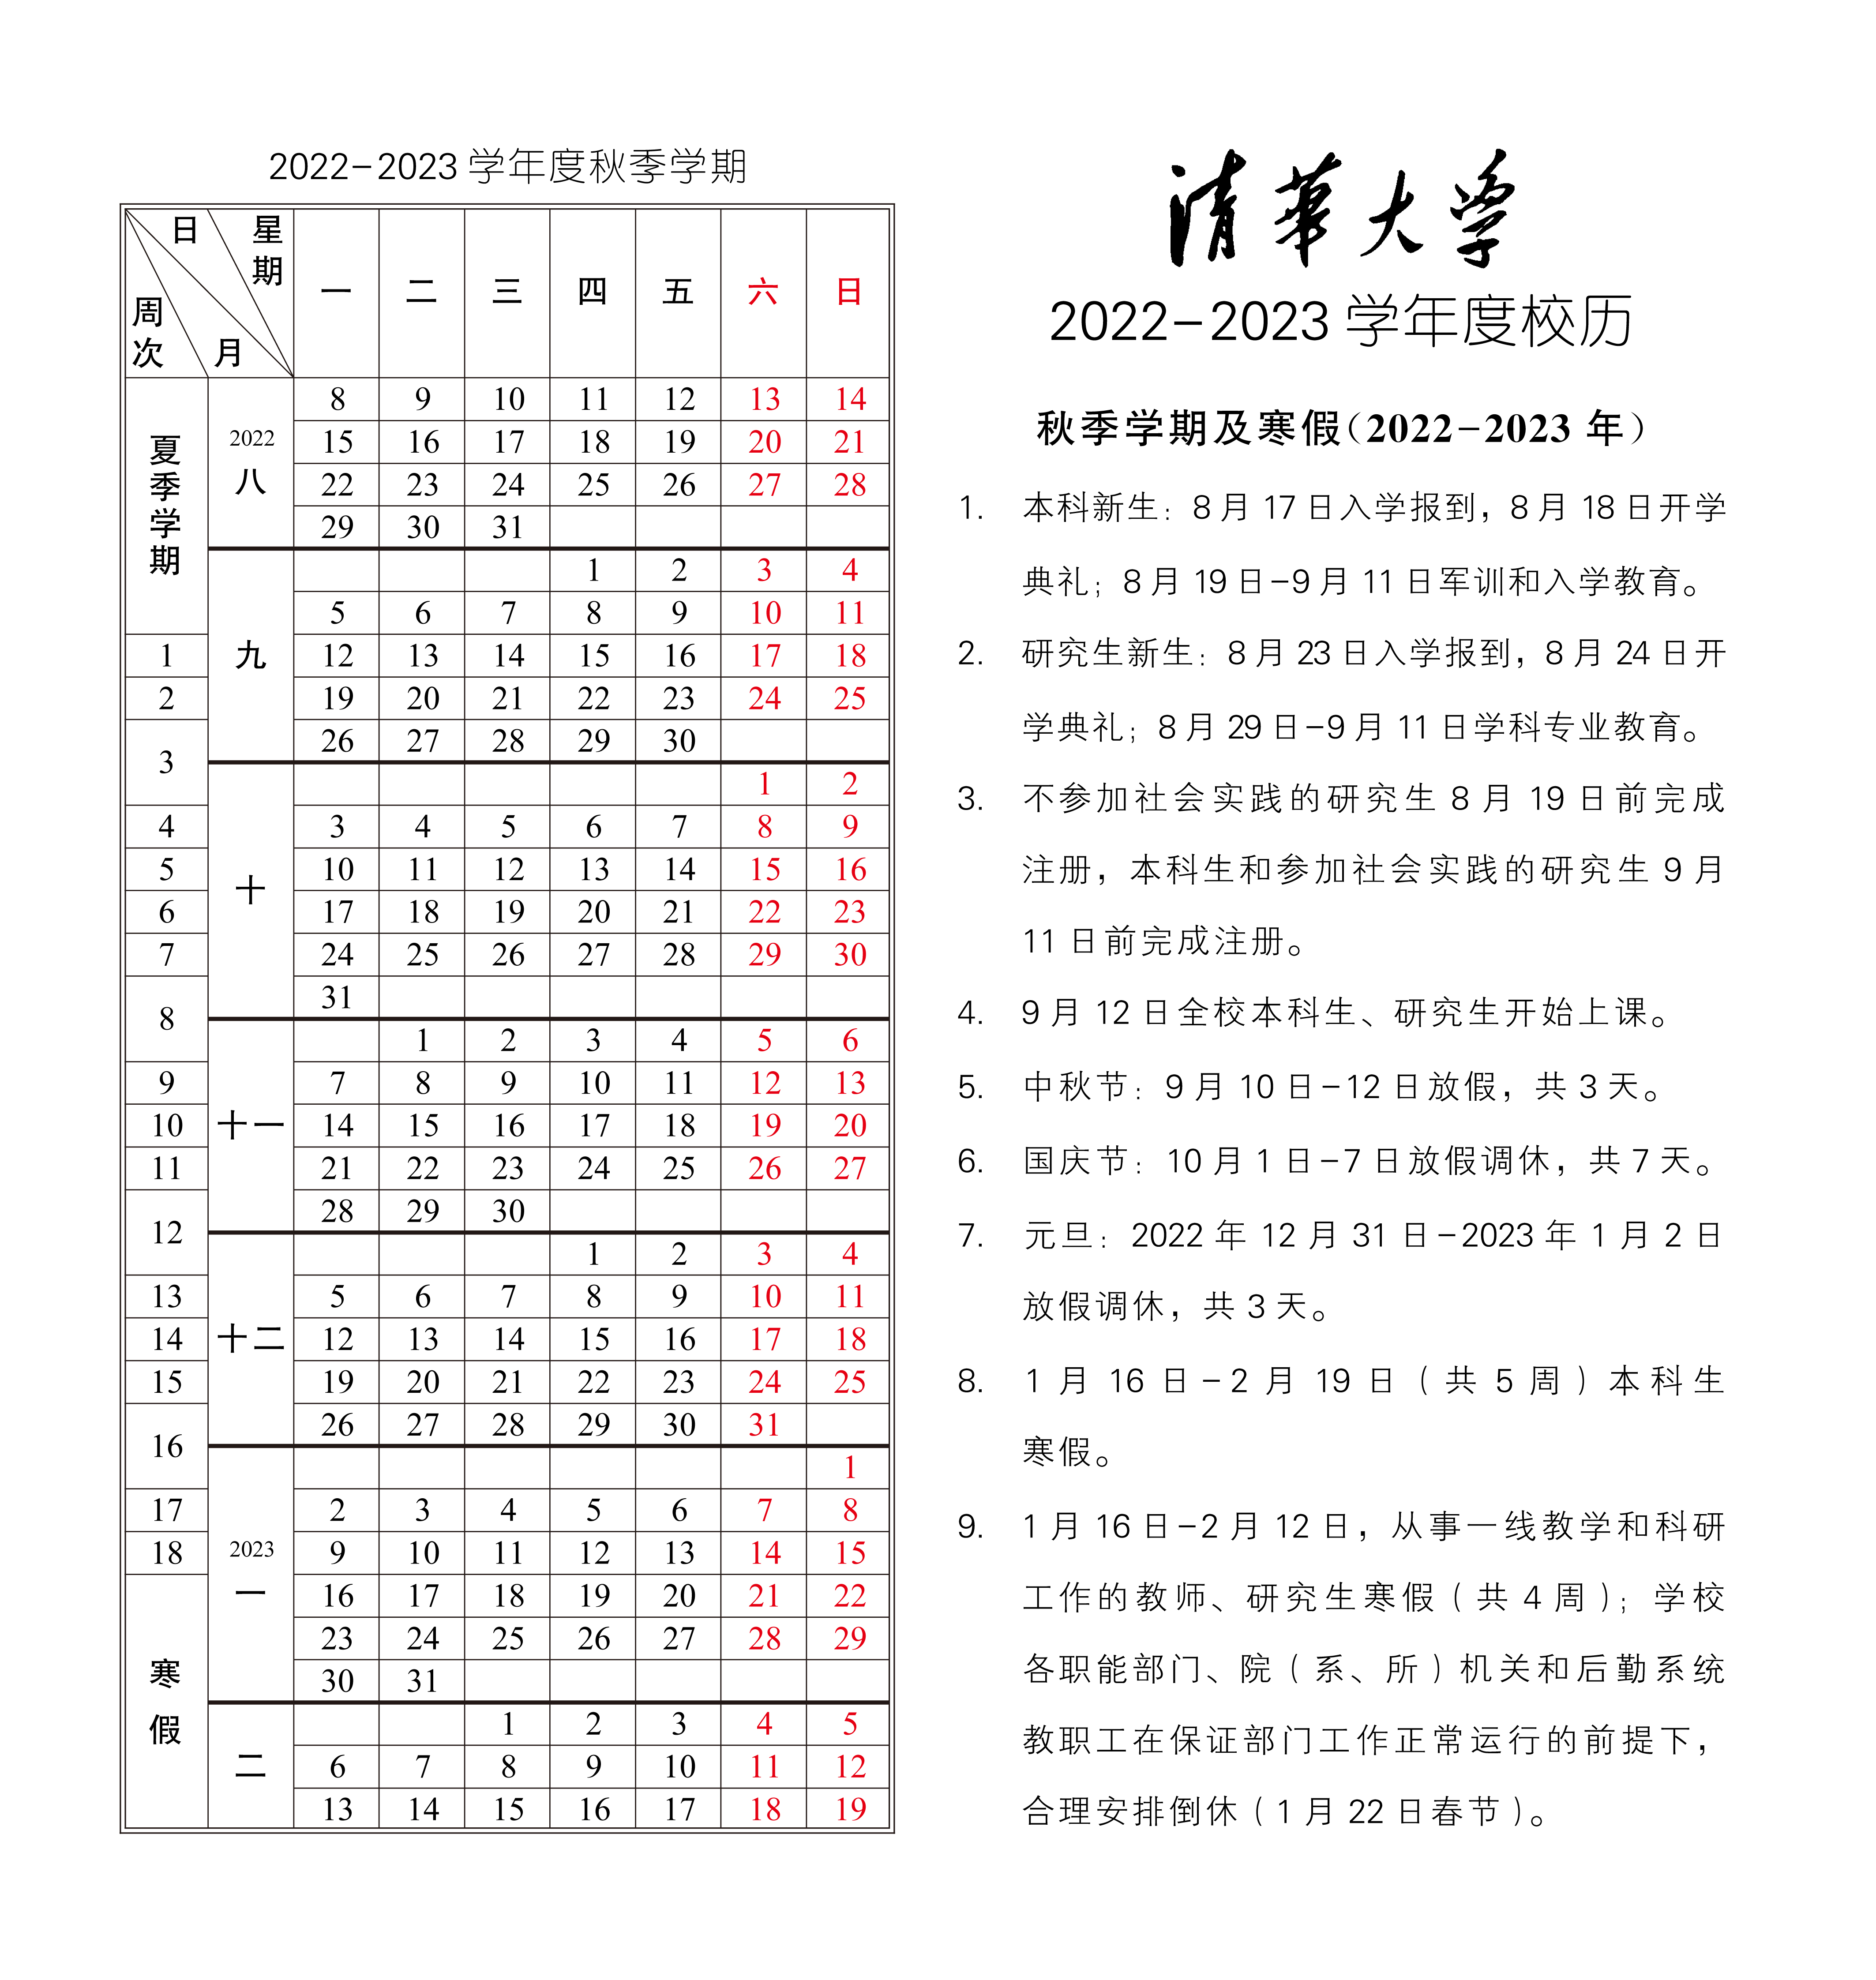 2022-2023 学年度秋季学期
日 星期 周次 月 一 二 三 四 五 六 日
夏季学期 2022 八 8 9 10 11 12 13 14
15 16 17 18 19 20 21
22 23 24 25 26 27 28
29 30 31
九 1 2 3 4
5 6 7 8 9 10 11
1 12 13 14 15 16 17 18
2 19 20 21 22 23 24 25
3 26 27 28 29 30
十 1 2
4 3 4 5 6 7 8 9
5 10 11 12 13 14 15 16
6 17 18 19 20 21 22 23
7 24 25 26 27 28 29 30
8 31
十一 1 2 3 4 5 6
9 7 8 9 10 11 12 13
10 14 15 16 17 18 19 20
11 21 22 23 24 25 26 27
12 28 29 30
十二 1 2 3 4
13 5 6 7 8 9 10 11
14 12 13 14 15 16 17 18
15 19 20 21 22 23 24 25
16 26 27 28 29 30 31
2023 一 1
17 2 3 4 5 6 7 8
18 9 10 11 12 13 14 15
寒假 16 17 18 19 20 21 22
23 24 25 26 27 28 29
30 31
二 1 2 3 4 5
6 7 8 9 10 11 12
13 14 15 16 17 18 19
清華大学
2022-2023 学年度校历
秋季学期及寒假(2022-2023 年)
1. 本科新生: 8 月 17 日入学报到, 8 月 18 日开学
典礼; 8 月 19 日-9 月 11 日军训和入学教育。
2. 研究生新生: 8 月 23 日入学报到, 8 月 24 日开
学典礼; 8 月 29 日-9 月 11 日学科专业教育。
3. 不参加社会实践的研究生 8 月 19 日前完成
注册, 本科生和参加社会实践的研究生 9 月
11 日前完成注册。
4. 9 月 12 日全校本科生、研究生开始上课。
5. 中秋节: 9 月 10 日-12 日放假, 共 3 天。
6. 国庆节: 10 月 1 日-7 日放假调休, 共 7 天。
7. 元旦: 2022 年 12 月 31 日-2023 年 1 月 2 日
放假调休, 共 3 天。
8. 1 月 16 日-2 月 19 日(共 5 周)本科生
寒假。
9. 1 月 16 日-2 月 12 日, 从事一线教学和科研
工作的教师、研究生寒假(共 4 周); 学校
各职能部门、院(系、所)机关和后勤系统
教职工在保证部门工作正常运行的前提下,
合理安排倒休(1 月 22 日春节)。